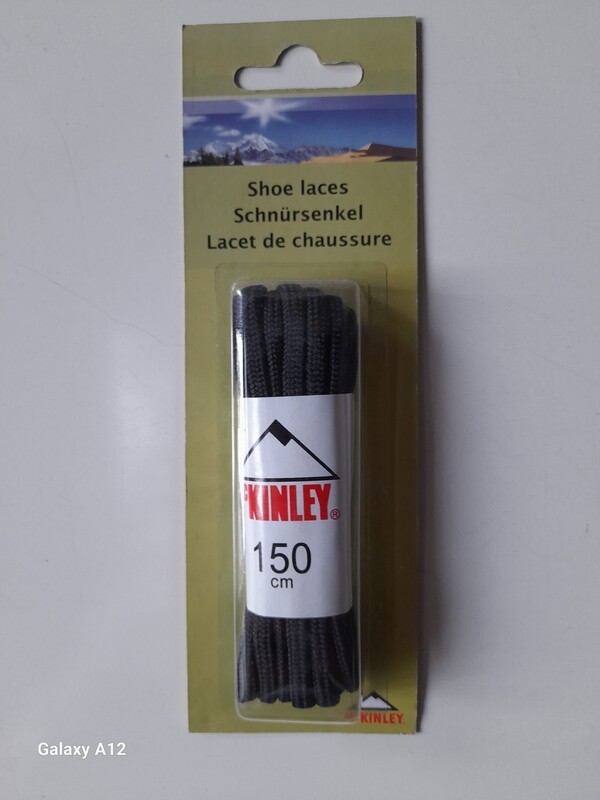 Shoe laces
Schnürsenkel
Lacet de chaussure
KINLEY®
150
cm
KINLEY
Galaxy A12